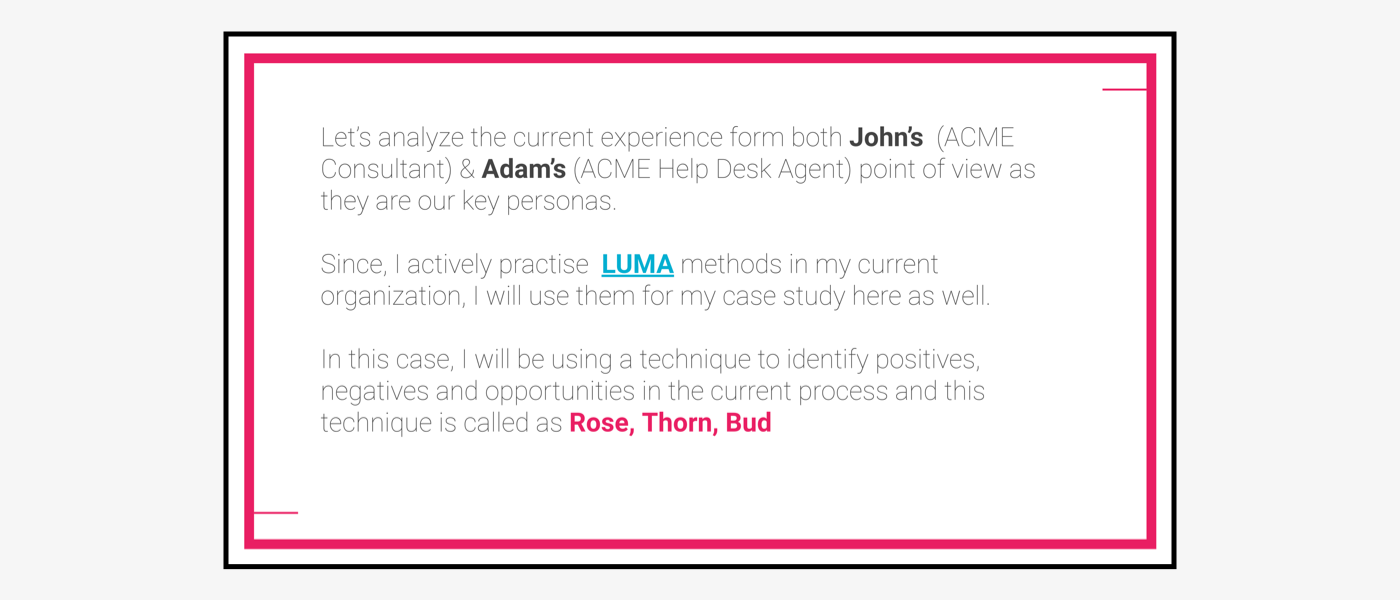 Let’s analyze the current experience form both John’s (ACME
Consultant) & Adam’s (ACME Help Desk Agent) point of view as
they are our key personas.
Since, I actively practise LUMA methods in my current
organization, I will use them for my case study here as well.
In this case, I will be using a technique to identify positives,
negatives and opportunities in the current process and this
technique is called as Rose, Thorn, Bud